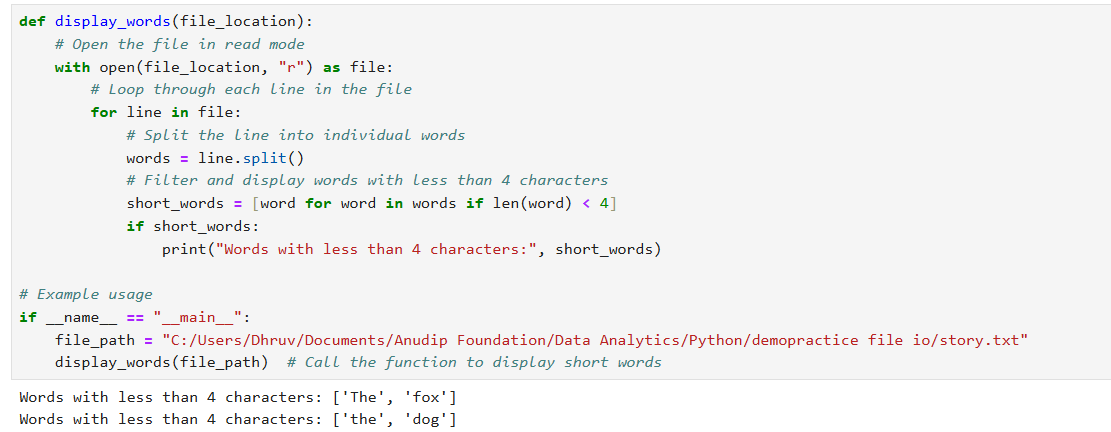 def display_words(file_location):
    # Open the file in read mode
    with open(file_location, "r") as file:
        # Loop through each line in the file
        for line in file:
            # Split the line into individual words
            words = line.split()
            # Filter and display words with less than 4 characters
            short_words = [word for word in words if len(word) < 4]
            if short_words:
                print("Words with less than 4 characters:", short_words)

# Example usage
if __name__ == "__main__":
    file_path = "C:/Users/Dhruv/Documents/Anudip Foundation/Data Analytics/Python/demopractice file io/story.txt"
    display_words(file_path)  # Call the function to display short words
Words with less than 4 characters: ['The', 'fox']
Words with less than 4 characters: ['the', 'dog']